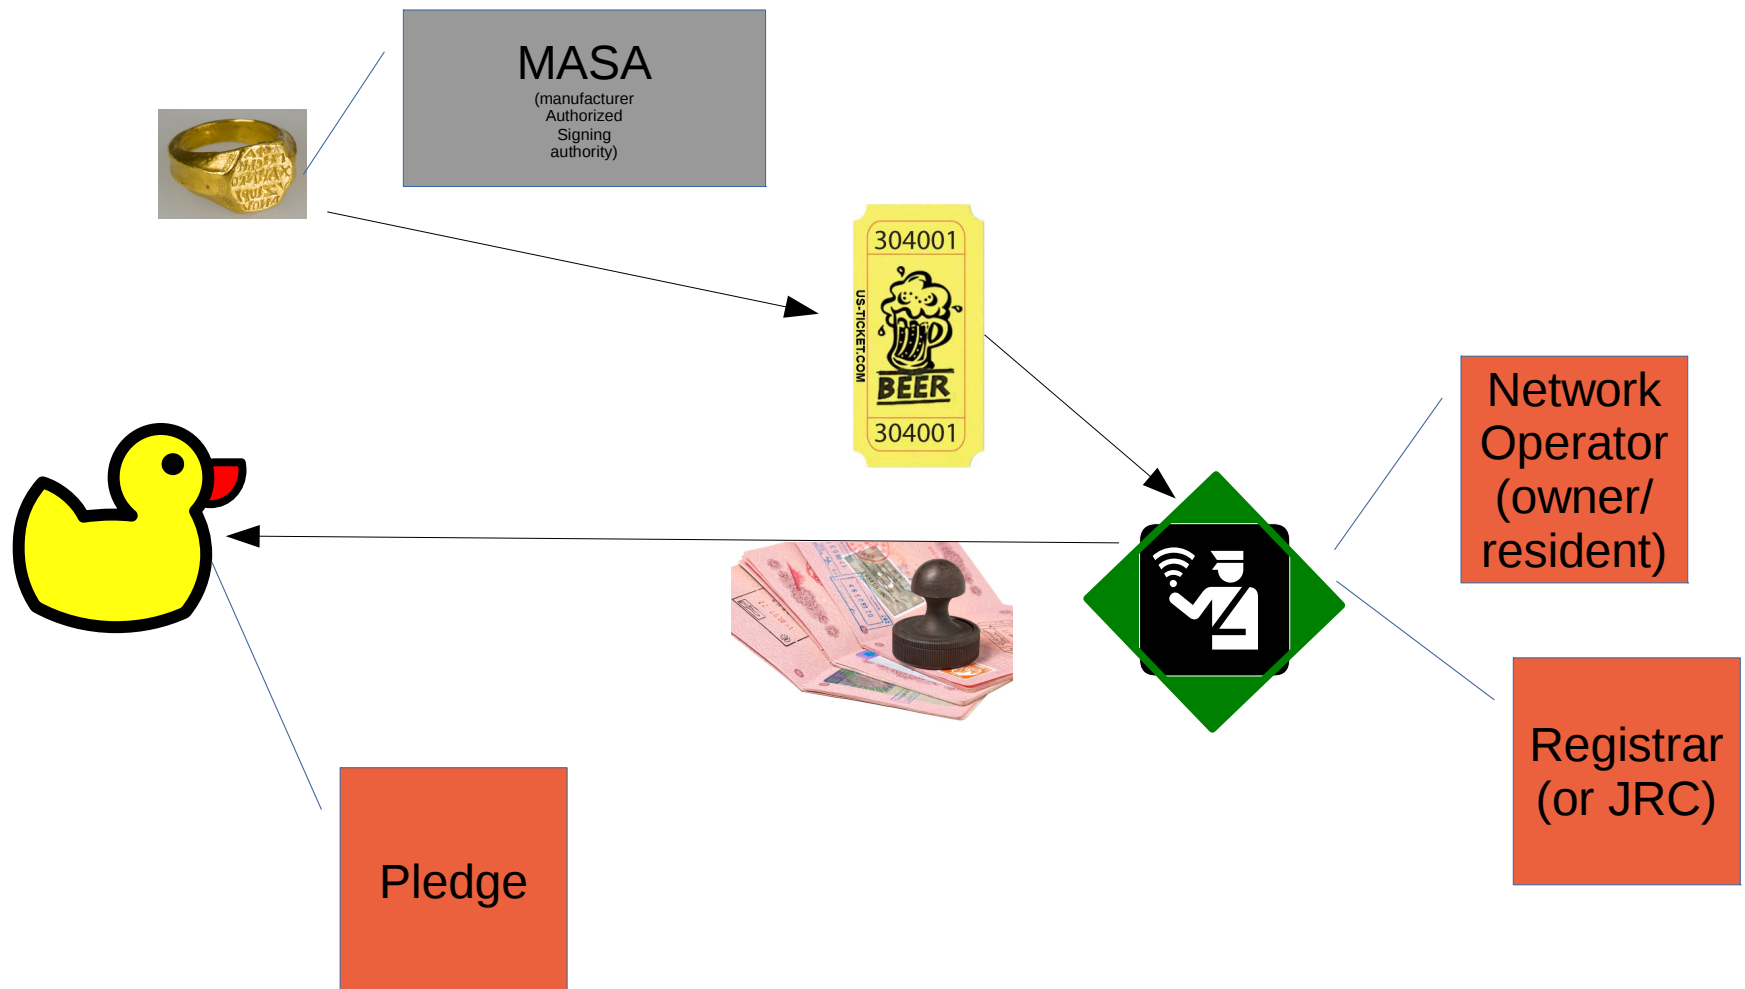 MASA
(manufacturer
Authorized
Signing
authority)
304001
US-TICKET.COM
BEER
304001
Network
Operator
(owner/
resident)
Registrar
(or JRC)
Pledge